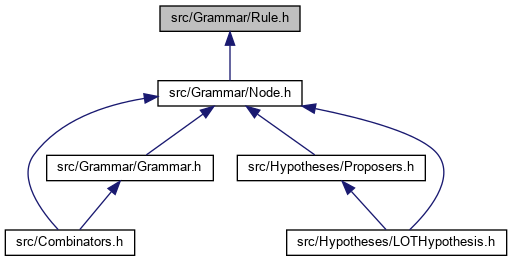 src/Grammar/Rule.h
src/Grammar/Node.h
src/Grammar/Grammar.h
src/Hypotheses/Proposers.h
src/Combinators.h
src/Hypotheses/LOTHypothesis.h